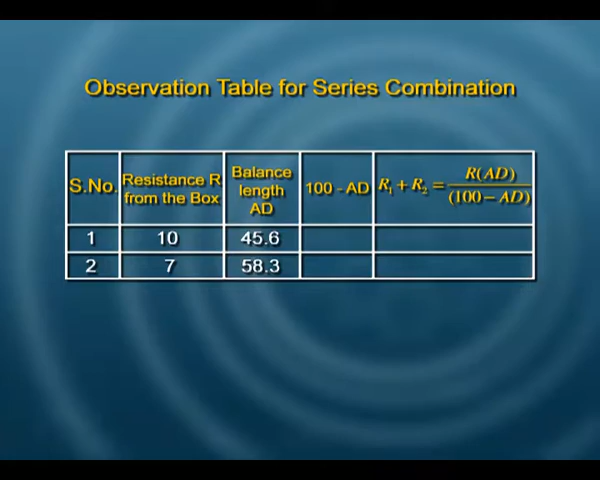 Observation Table for Series Combination
S.No. Resistance R from the Box Balance length AD 100 - AD R₁ + R₂ = R(AD) / (100 − AD)
1 10 45.6
2 7 58.3